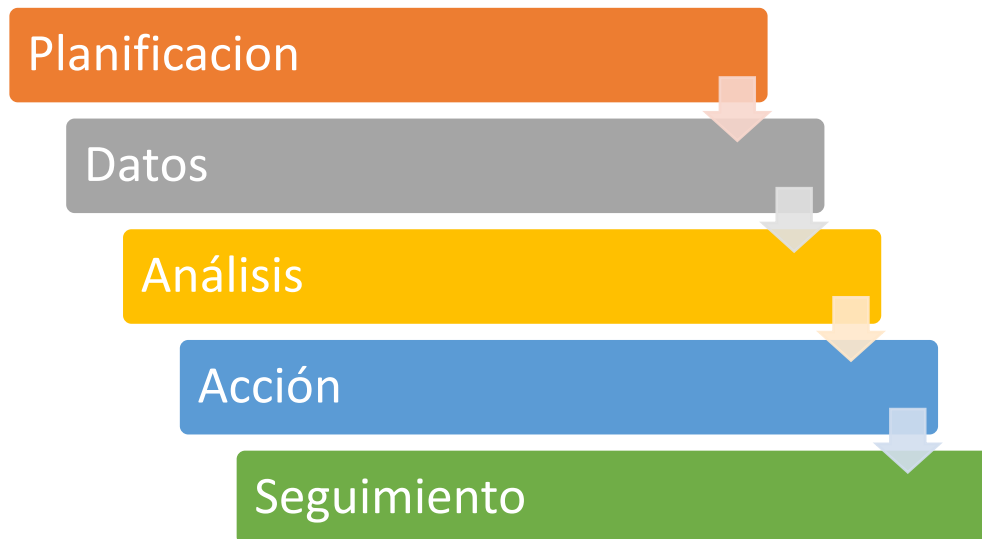 Planificacion
Datos
Análisis
Acción
Seguimiento